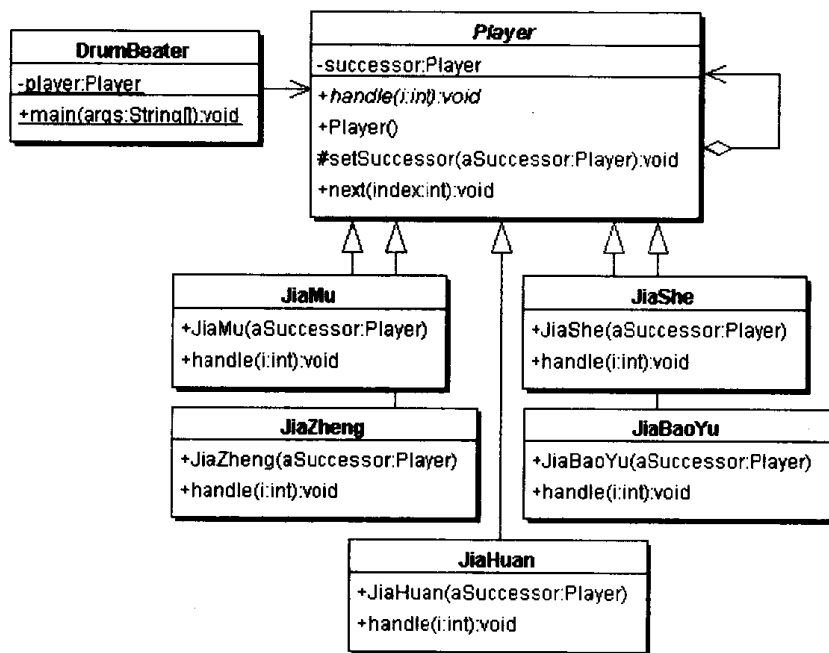 DrumBeater
-player:Player
+main(args:String[]):void
Player
-successor:Player
+handle(i:int):void
+Player()
#setSuccessor(aSuccessor:Player):void
+next(index:int):void
JiaMu
+JiaMu(aSuccessor:Player)
+handle(i:int):void
JiaShe
+JiaShe(aSuccessor:Player)
+handle(i:int):void
JiaZheng
+JiaZheng(aSuccessor:Player)
+handle(i:int):void
JiaBaoYu
+JiaBaoYu(aSuccessor:Player)
+handle(i:int):void
JiaHuan
+JiaHuan(aSuccessor:Player)
+handle(i:int):void